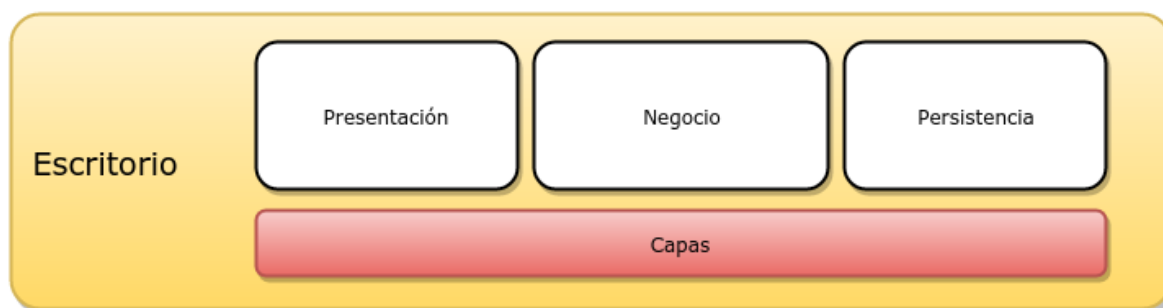 Escritorio
Presentación
Negocio
Persistencia
Capas